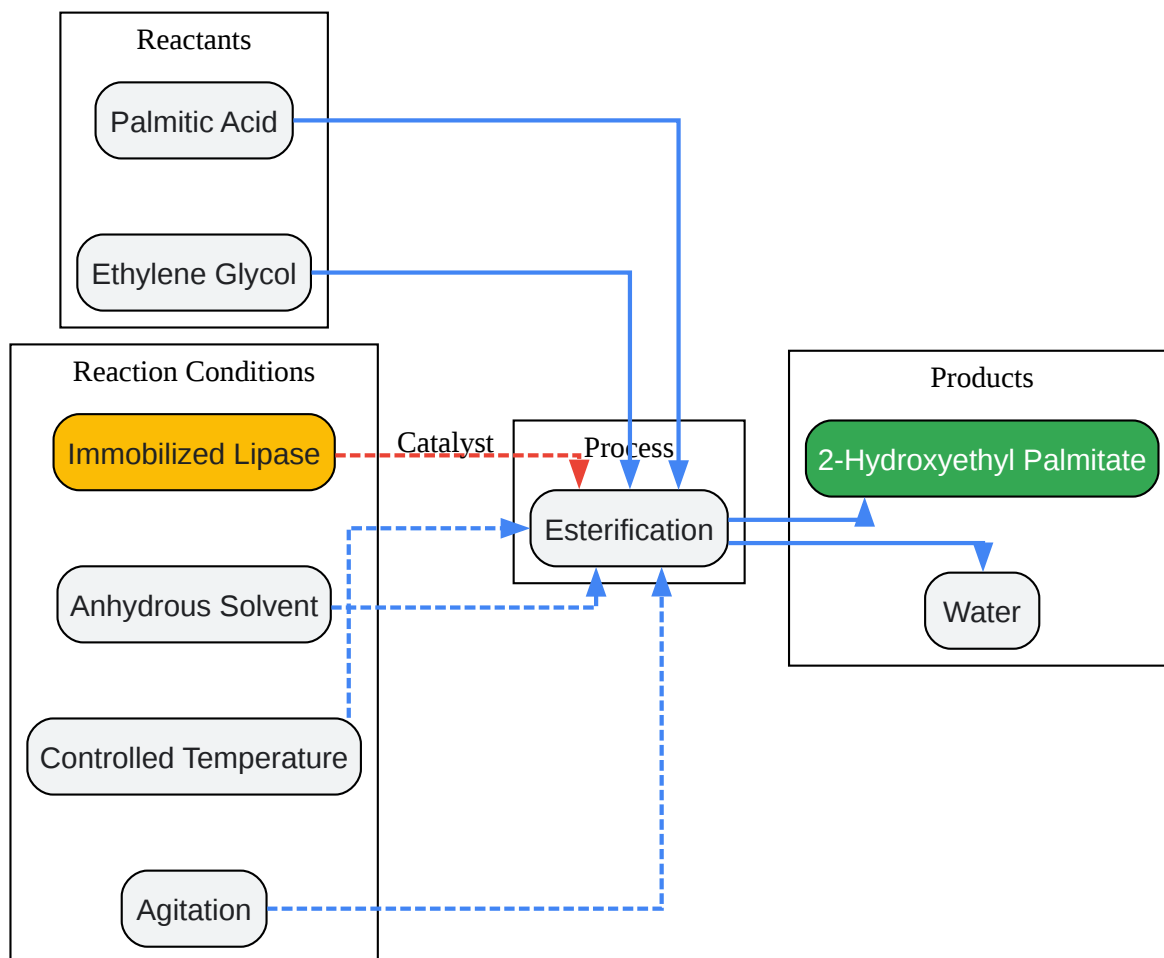 Reactants
Palmitic Acid
Ethylene Glycol
Reaction Conditions
Immobilized Lipase
Anhydrous Solvent
Controlled Temperature
Agitation
Catalyst
Process
Esterification
Products
2-Hydroxyethyl Palmitate
Water